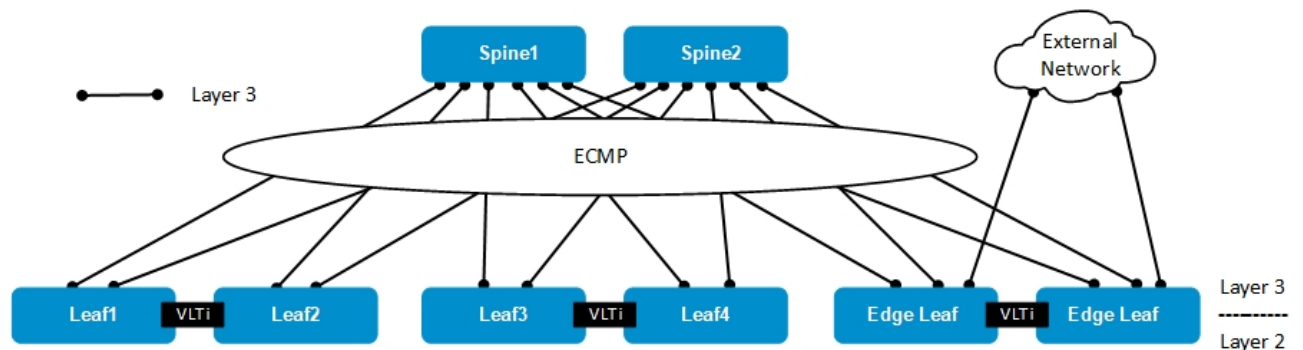 Spine1
Spine2
External
Network
Layer 3
ECMP
Leaf1
VLTi
Leaf2
Leaf3
VLTi
Leaf4
Edge Leaf
VLTi
Edge Leaf
Layer 3
Layer 2